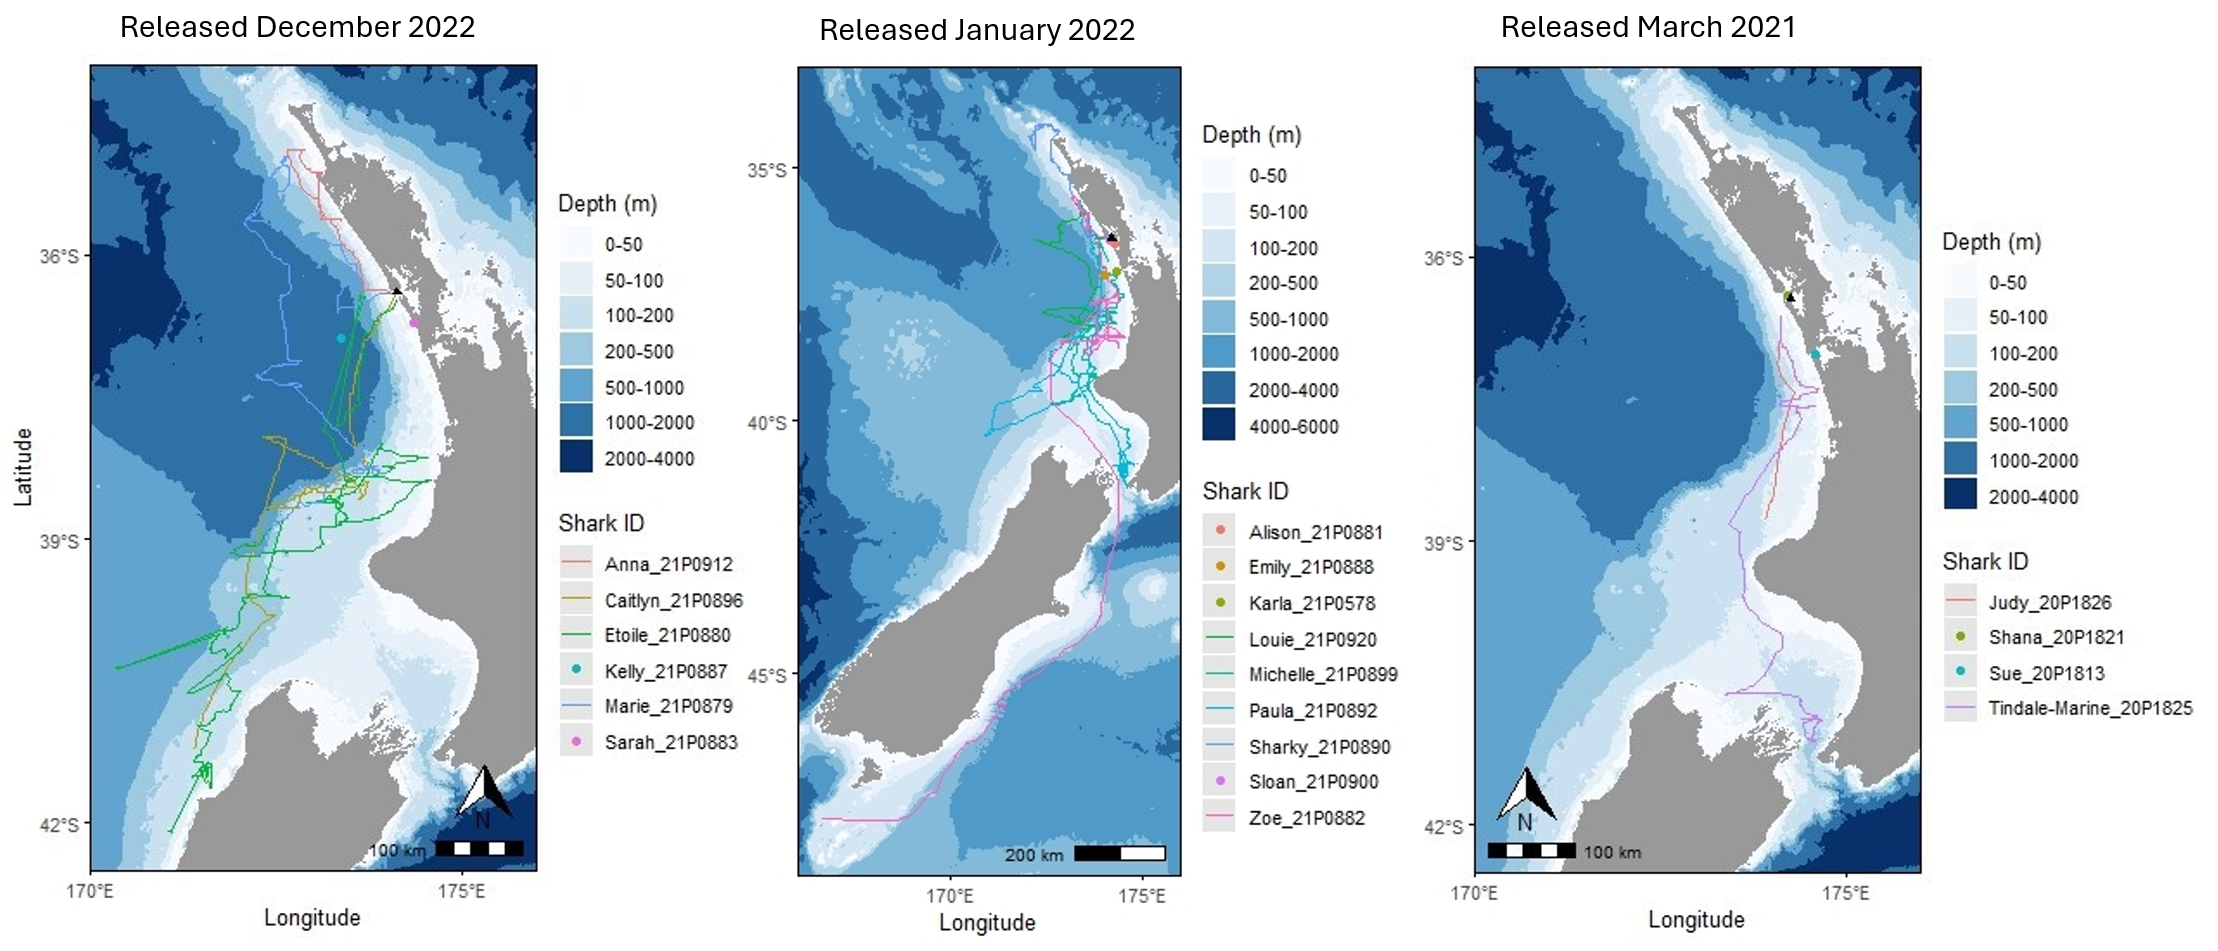 Released December 2022
36°S
39°S
42°S
170°E
175°E
Latitude
Longitude
N
100 km
Depth (m)
0-50
50-100
100-200
200-500
500-1000
1000-2000
2000-4000
Shark ID
Anna_21P0912
Caitlyn_21P0896
Etoile_21P0880
Kelly_21P0887
Marie_21P0879
Sarah_21P0883
Released January 2022
35°S
40°S
45°S
170°E
175°E
Longitude
200 km
Depth (m)
0-50
50-100
100-200
200-500
500-1000
1000-2000
2000-4000
4000-6000
Shark ID
Alison_21P0881
Emily_21P0888
Karla_21P0578
Louie_21P0920
Michelle_21P0899
Paula_21P0892
Sharky_21P0890
Sloan_21P0900
Zoe_21P0882
Released March 2021
36°S
39°S
42°S
170°E
175°E
Longitude
N
100 km
Depth (m)
0-50
50-100
100-200
200-500
500-1000
1000-2000
2000-4000
Shark ID
Judy_20P1826
Shana_20P1821
Sue_20P1813
Tindale-Marine_20P1825